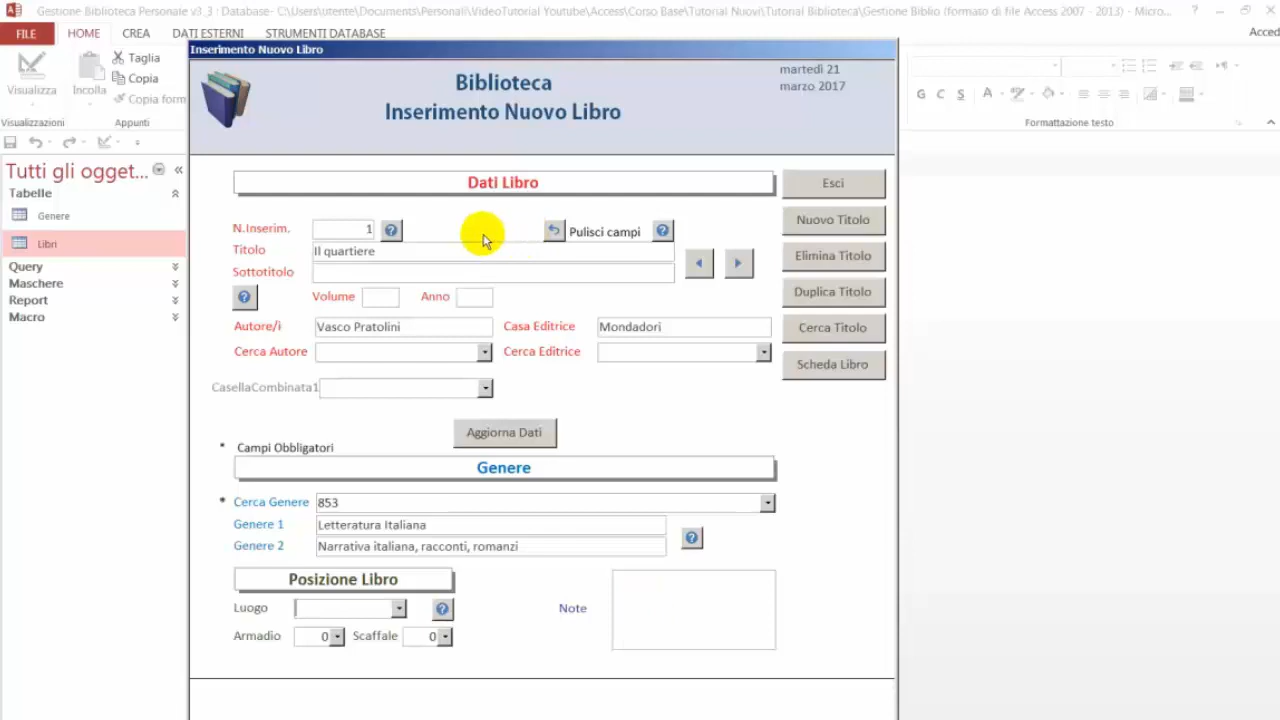 Gestione Biblioteca Personale v3_3 : Database- C:\Users\utente\Documents\Personali\VideoTutorial Youtube\Access\Corso Base\Tutorial Nuovi\Tutorial Biblioteca\Gestione Biblio (formato di file Access 2007 - 2013) - Micro...
FILE HOME CREA DATI ESTERNI STRUMENTI DATABASE Acced
Visualizza
Incolla
Taglia
Copia
Copia form
Visualizzazioni Appunti
G C S A
Formattazione testo
Tutti gli ogget...
Tabelle
Genere
Libri
Query
Maschere
Report
Macro
Inserimento Nuovo Libro
Biblioteca
Inserimento Nuovo Libro
martedì 21
marzo 2017
Dati Libro
N.Inserim. 1 Pulisci campi
Titolo Il quartiere
Sottotitolo
Volume Anno
Autore/i Vasco Pratolini Casa Editrice Mondadori
Cerca Autore Cerca Editrice
CasellaCombinata1
Aggiorna Dati
* Campi Obbligatori
Genere
* Cerca Genere 853
Genere 1 Letteratura Italiana
Genere 2 Narrativa italiana, racconti, romanzi
Posizione Libro
Luogo Note
Armadio 0 Scaffale 0
Esci
Nuovo Titolo
Elimina Titolo
Duplica Titolo
Cerca Titolo
Scheda Libro